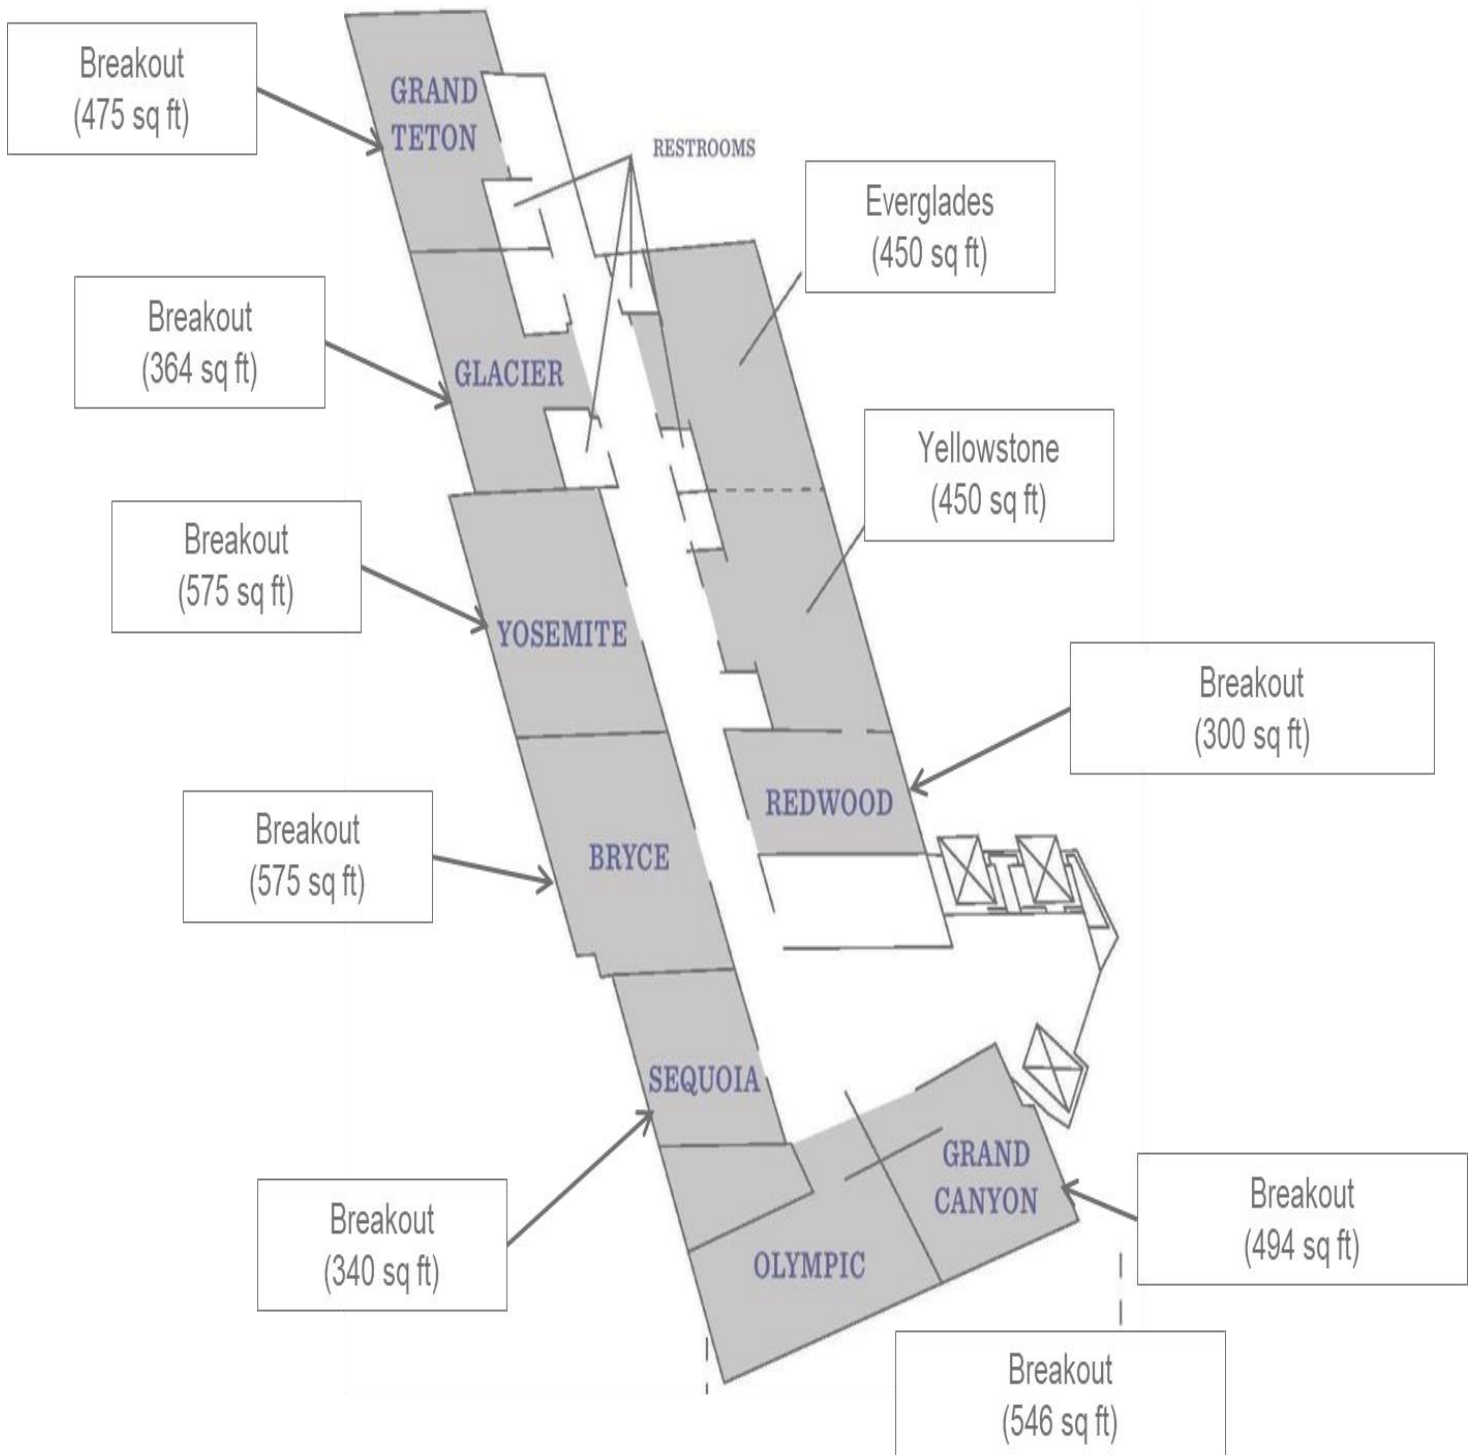 Breakout
(475 sq ft)
GRAND
TETON
RESTROOMS
Everglades
(450 sq ft)
Breakout
(364 sq ft)
GLACIER
Yellowstone
(450 sq ft)
Breakout
(575 sq ft)
YOSEMITE
Breakout
(300 sq ft)
REDWOOD
Breakout
(575 sq ft)
BRYCE
SEQUOIA
GRAND
CANYON
Breakout
(494 sq ft)
Breakout
(340 sq ft)
OLYMPIC
Breakout
(546 sq ft)